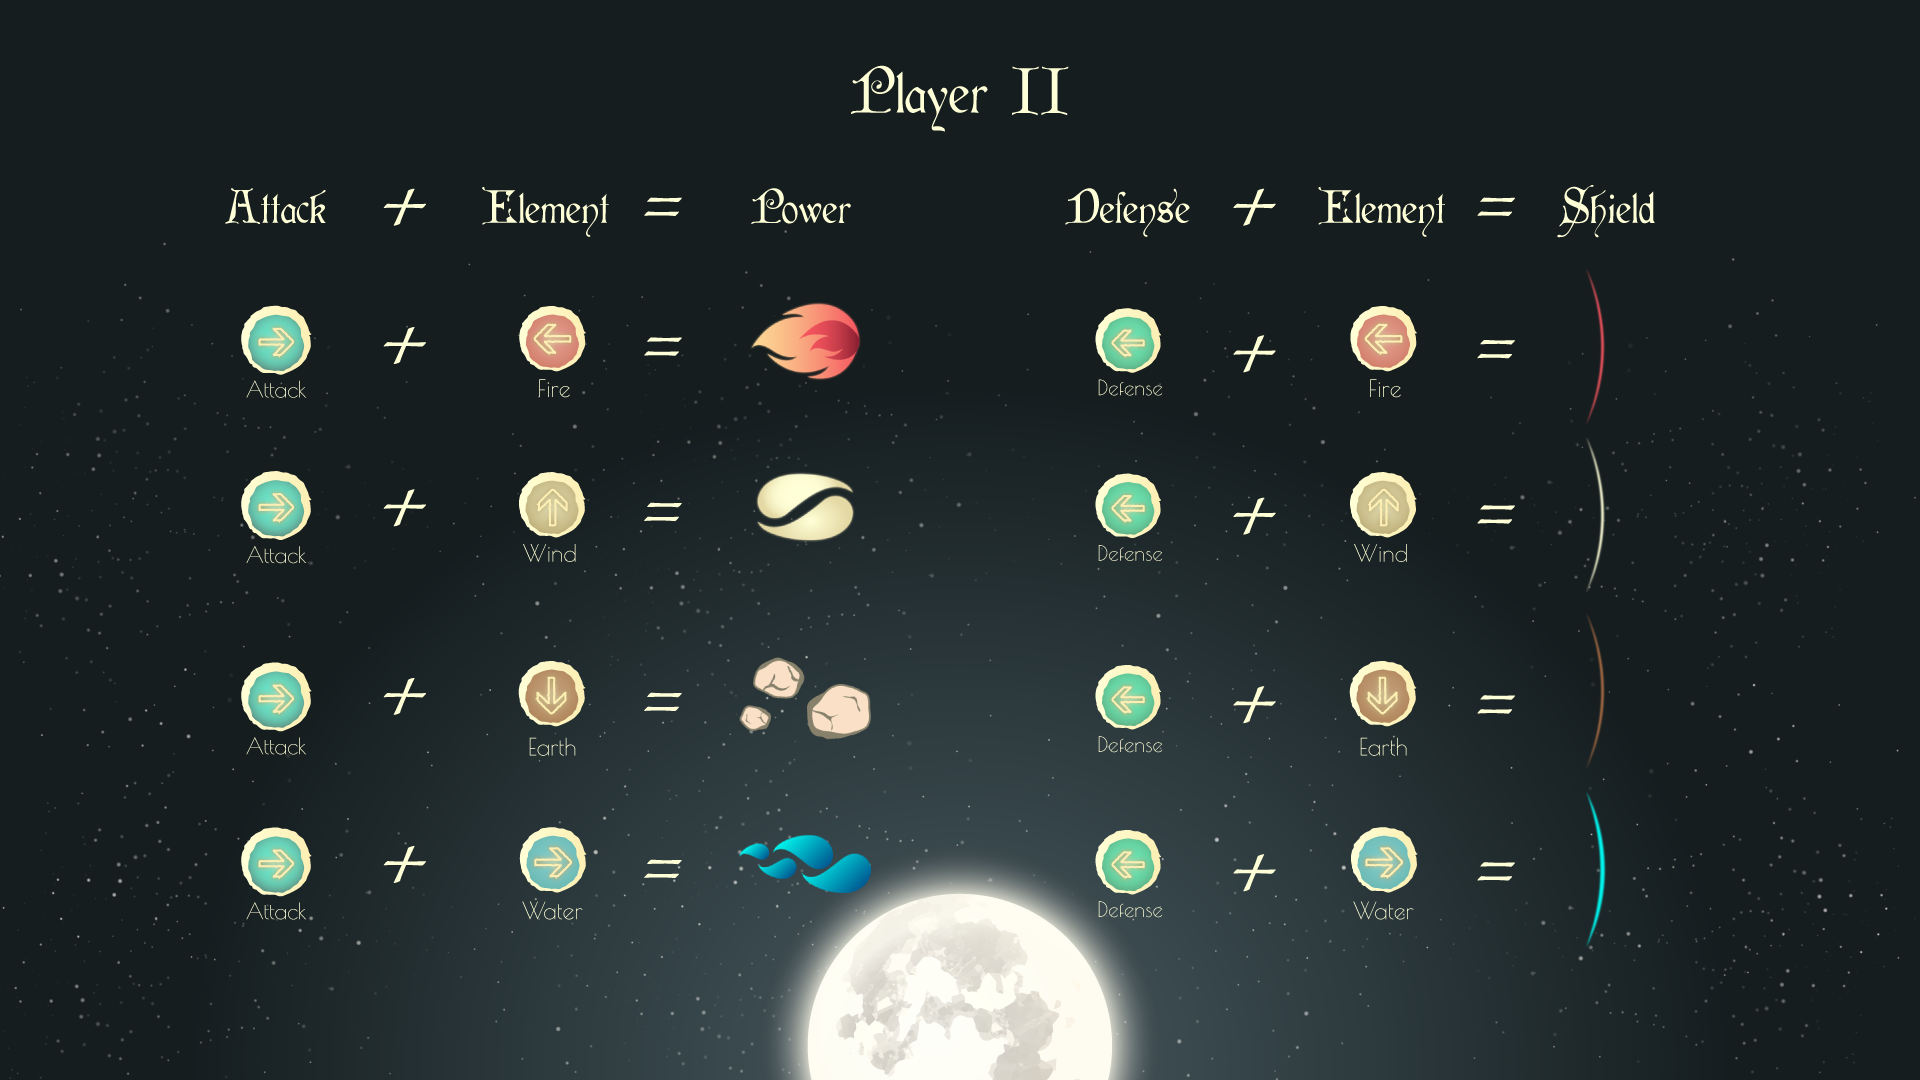 Player II
Attack + Element = Power
Defense + Element = Shield
+ = + =
Attack Fire Defense Fire
+ = + =
Attack Wind Defense Wind
+ = + =
Attack Earth Defense Earth
+ = + =
Attack Water Defense Water